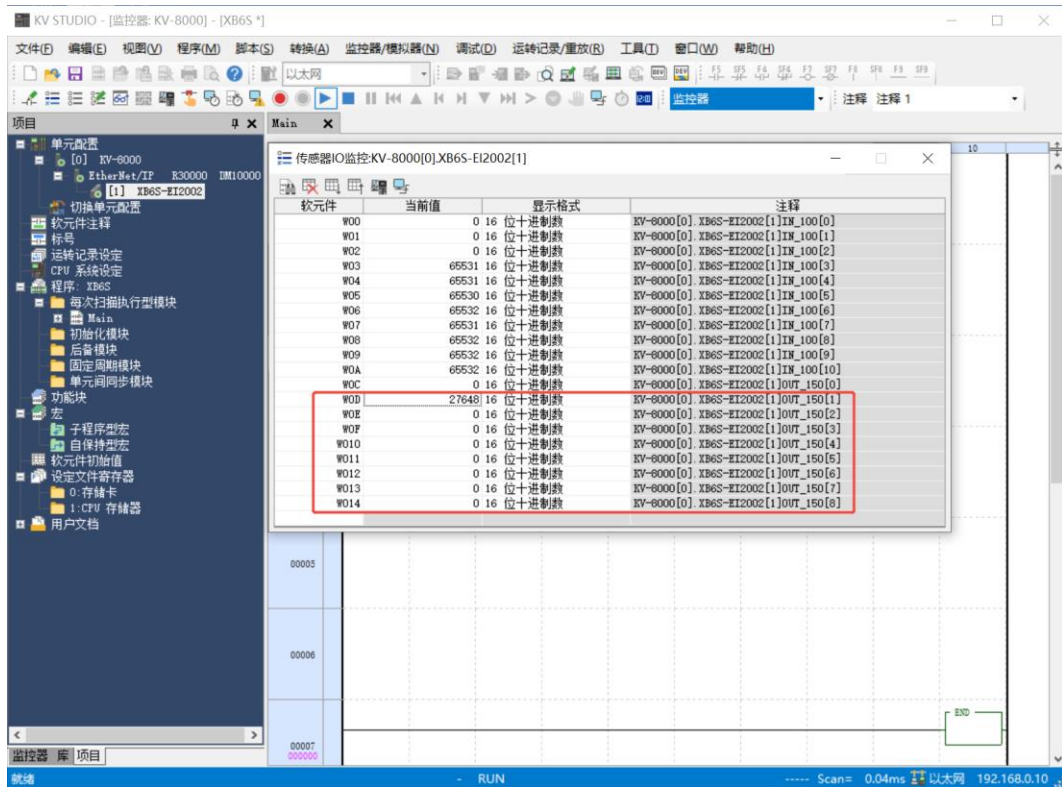 KV STUDIO - [监控器: KV-8000] - [XB6S *]
文件(F) 编辑(E) 视图(V) 程序(M) 脚本(S) 转换(A) 监控器/模拟器(N) 调试(D) 运转记录/重放(R) 工具(T) 窗口(W) 帮助(H)
以太网
F5 SF5 F4 SF4 F7 SF7 F8 SF8 F9 SF9
监控器 注释 注释 1
项目
Main
单元配置
[0] KV-8000
EtherNet/IP R30000 DM10000
[1] XB6S-EI2002
切换单元配置
软元件注释
标号
运转记录设定
CPU 系统设定
程序: XB6S
每次扫描执行型模块
Main
初始化模块
后备模块
固定周期模块
单元间同步模块
功能块
宏
子程序型宏
自保持型宏
软元件初始值
设定文件寄存器
0:存储卡
1:CPU 存储器
用户文档
监控器 库 项目
10
传感器IO监控:KV-8000[0].XB6S-EI2002[1]
软元件 当前值 显示格式 注释
W00 0 16 位十进制数 KV-8000[0].XB6S-EI2002[1]IN_100[0]
W01 0 16 位十进制数 KV-8000[0].XB6S-EI2002[1]IN_100[1]
W02 0 16 位十进制数 KV-8000[0].XB6S-EI2002[1]IN_100[2]
W03 65531 16 位十进制数 KV-8000[0].XB6S-EI2002[1]IN_100[3]
W04 65531 16 位十进制数 KV-8000[0].XB6S-EI2002[1]IN_100[4]
W05 65530 16 位十进制数 KV-8000[0].XB6S-EI2002[1]IN_100[5]
W06 65532 16 位十进制数 KV-8000[0].XB6S-EI2002[1]IN_100[6]
W07 65531 16 位十进制数 KV-8000[0].XB6S-EI2002[1]IN_100[7]
W08 65532 16 位十进制数 KV-8000[0].XB6S-EI2002[1]IN_100[8]
W09 65532 16 位十进制数 KV-8000[0].XB6S-EI2002[1]IN_100[9]
W0A 65532 16 位十进制数 KV-8000[0].XB6S-EI2002[1]IN_100[10]
W0C 0 16 位十进制数 KV-8000[0].XB6S-EI2002[1]OUT_150[0]
W0D 27648 16 位十进制数 KV-8000[0].XB6S-EI2002[1]OUT_150[1]
W0E 0 16 位十进制数 KV-8000[0].XB6S-EI2002[1]OUT_150[2]
W0F 0 16 位十进制数 KV-8000[0].XB6S-EI2002[1]OUT_150[3]
W010 0 16 位十进制数 KV-8000[0].XB6S-EI2002[1]OUT_150[4]
W011 0 16 位十进制数 KV-8000[0].XB6S-EI2002[1]OUT_150[5]
W012 0 16 位十进制数 KV-8000[0].XB6S-EI2002[1]OUT_150[6]
W013 0 16 位十进制数 KV-8000[0].XB6S-EI2002[1]OUT_150[7]
W014 0 16 位十进制数 KV-8000[0].XB6S-EI2002[1]OUT_150[8]
00005
00006
END
00007
000000
就绪 - RUN ----- Scan= 0.04ms 以太网 192.168.0.10